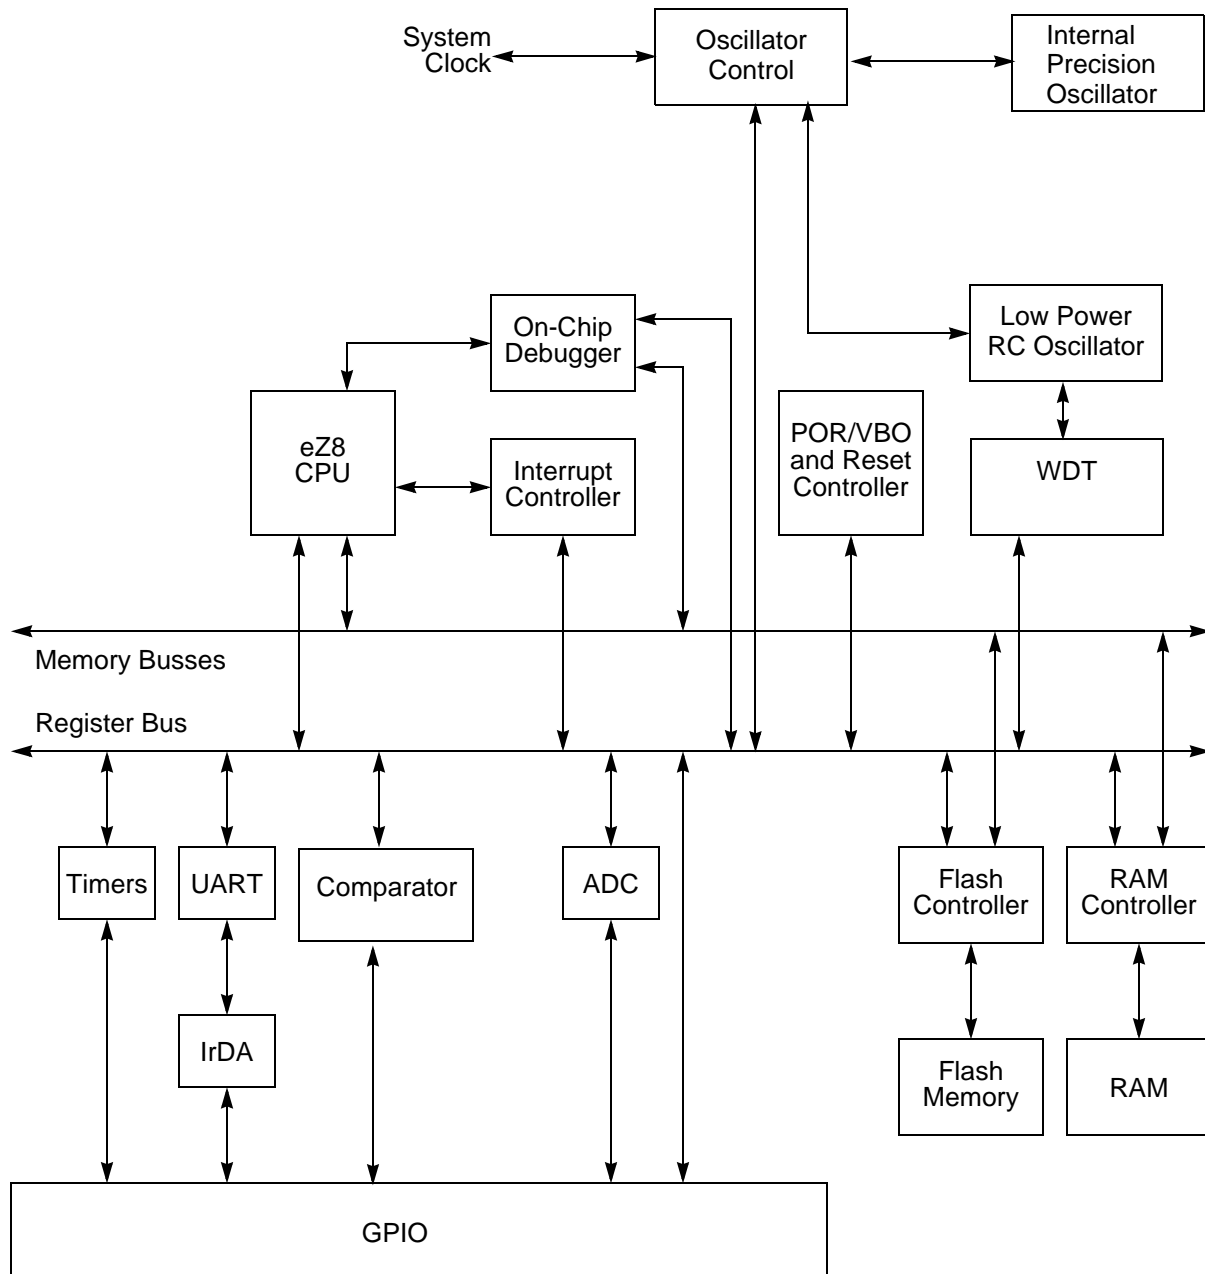 System
Clock
Oscillator
Control
Internal
Precision
Oscillator
On-Chip
Debugger
Low Power
RC Oscillator
eZ8
CPU
Interrupt
Controller
POR/VBO
and Reset
Controller
WDT
Memory Busses
Register Bus
Timers
UART
Comparator
ADC
Flash
Controller
RAM
Controller
IrDA
Flash
Memory
RAM
GPIO